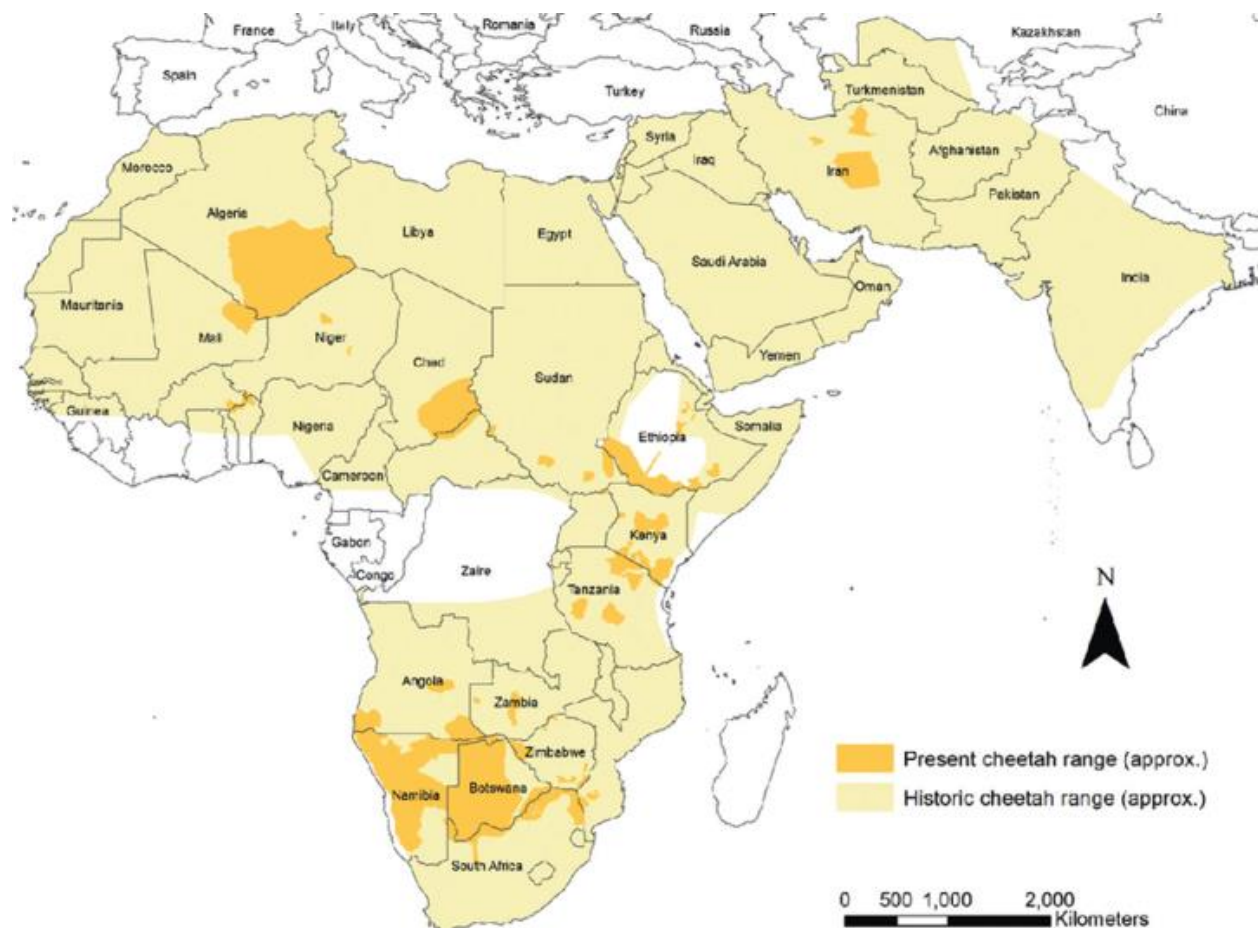 France
Italy
Romania
Russia
Kazakhstan
Spain
Turkey
Turkmenistan
China
Syria
Morocco
Iraq
Iran
Afghanistan
Pakistan
Algeria
Libya
Egypt
Saudi Arabia
India
Oman
Mauritania
Mali
Niger
Chad
Sudan
Yemen
Guinea
Nigeria
Ethiopia
Somalia
Cameroon
Gabon
Congo
Zaire
Kenya
Tanzania
N
Angola
Zambia
Zimbabwe
Namibia
Botswana
South Africa
Present cheetah range (approx.)
Historic cheetah range (approx.)
0 500 1,000 2,000
Kilometers